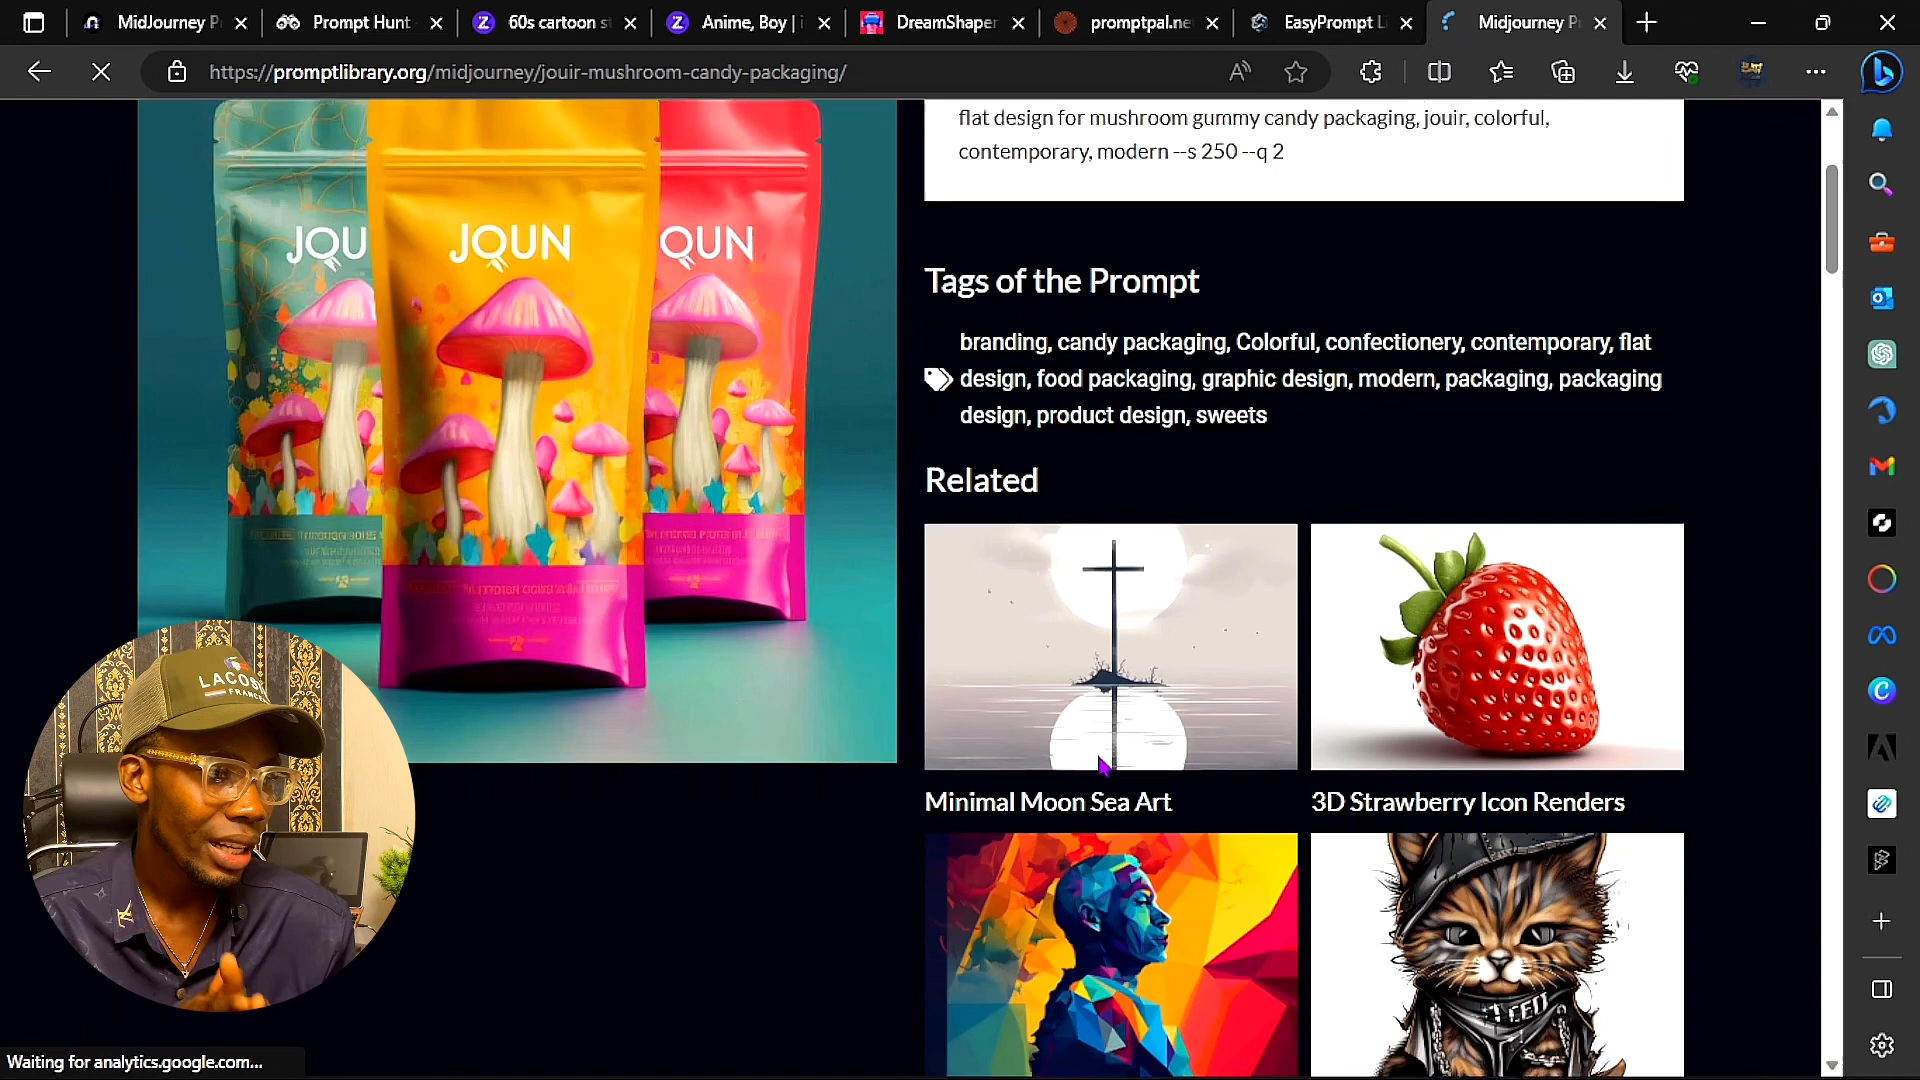 MidJourney P
Prompt Hunt
60s cartoon s
Anime, Boy | i
DreamShaper
promptpal.ne
EasyPrompt L
Midjourney P
https://promptlibrary.org/midjourney/jouir-mushroom-candy-packaging/
flat design for mushroom gummy candy packaging, jouir, colorful,
contemporary, modern --s 250 --q 2
JQU
JQUN
QUN
Tags of the Prompt
branding, candy packaging, Colorful, confectionery, contemporary, flat
design, food packaging, graphic design, modern, packaging, packaging
design, product design, sweets
Related
Minimal Moon Sea Art
3D Strawberry Icon Renders
LACOS
FRANCE
Waiting for analytics.google.com...